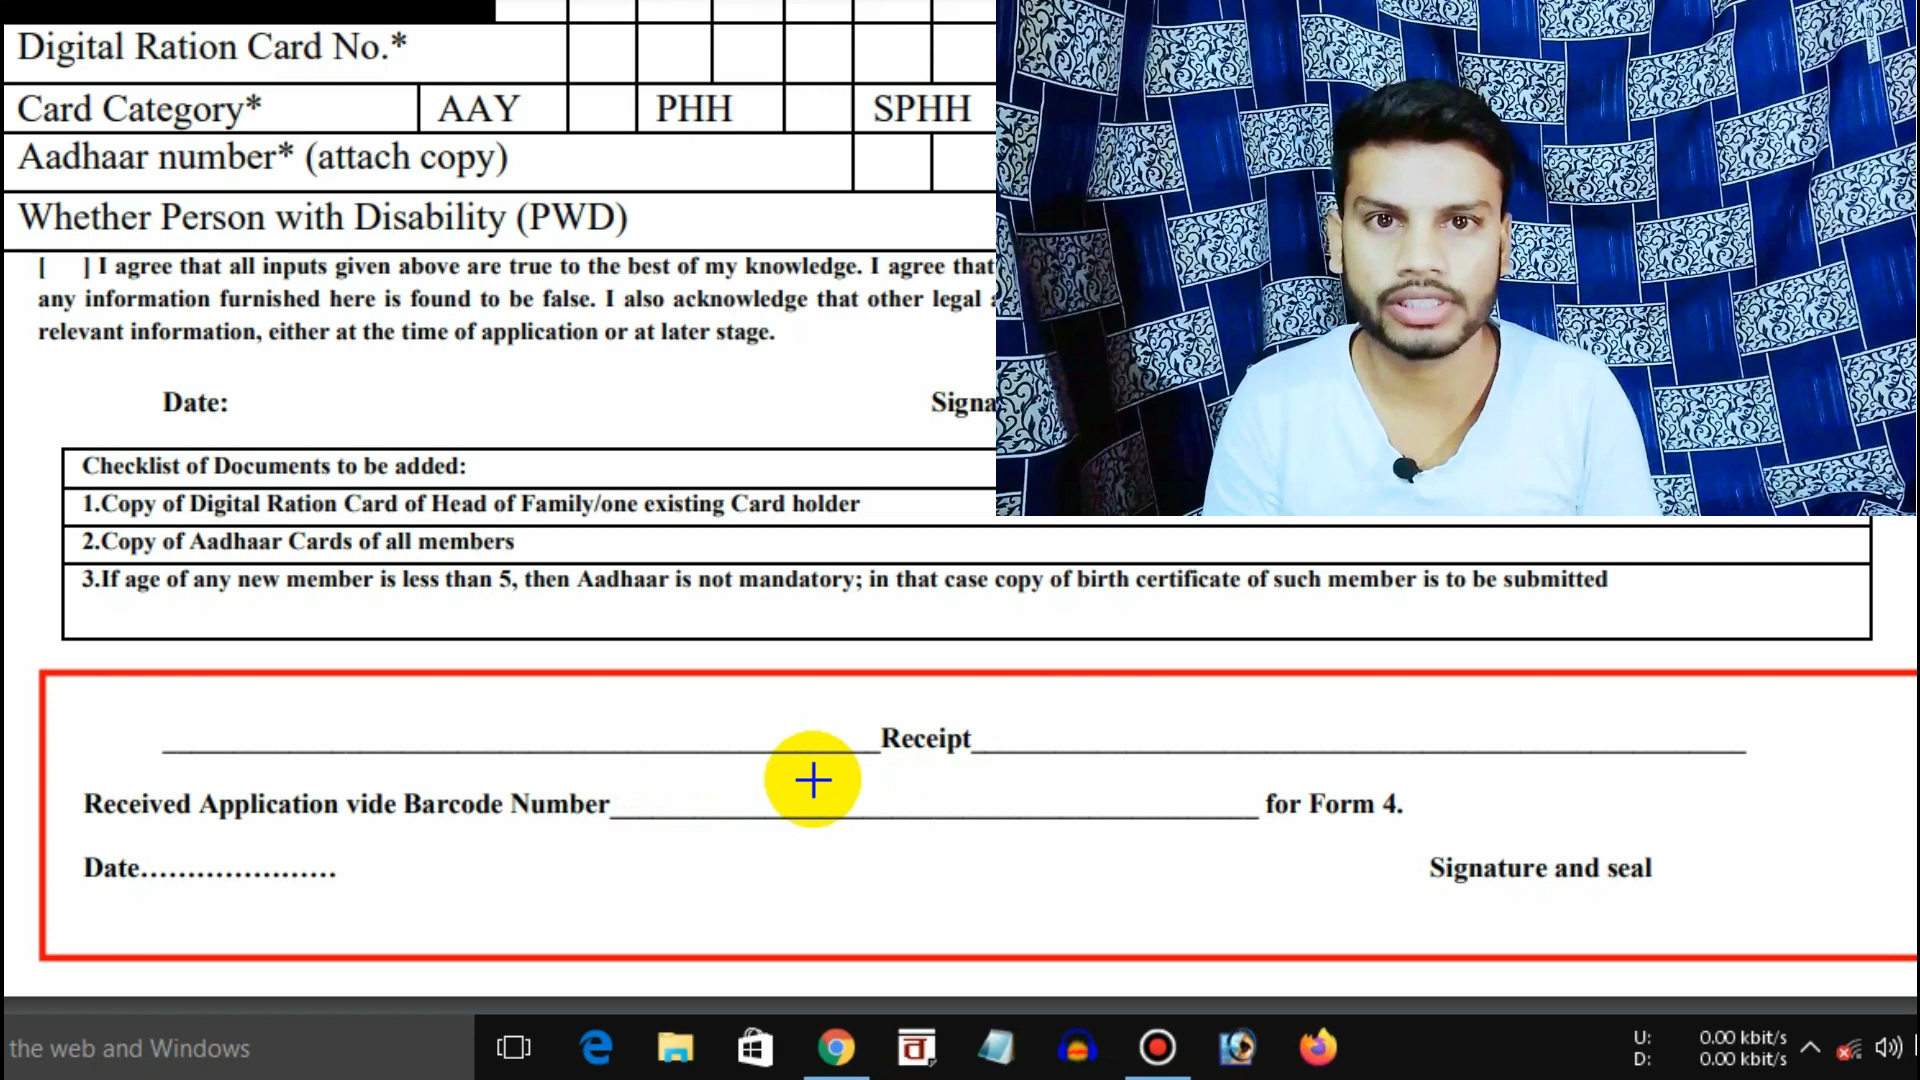 Digital Ration Card No.*
Card Category* AAY PHH SPHH
Aadhaar number* (attach copy)
Whether Person with Disability (PWD)
[ ] I agree that all inputs given above are true to the best of my knowledge. I agree that
any information furnished here is found to be false. I also acknowledge that other legal
relevant information, either at the time of application or at later stage.
Date: Signa
Checklist of Documents to be added:
1.Copy of Digital Ration Card of Head of Family/one existing Card holder
2.Copy of Aadhaar Cards of all members
3.If age of any new member is less than 5, then Aadhaar is not mandatory; in that case copy of birth certificate of such member is to be submitted
Receipt
Received Application vide Barcode Number for Form 4.
Date..................... Signature and seal
the web and Windows
U: 0.00 kbit/s
D: 0.00 kbit/s